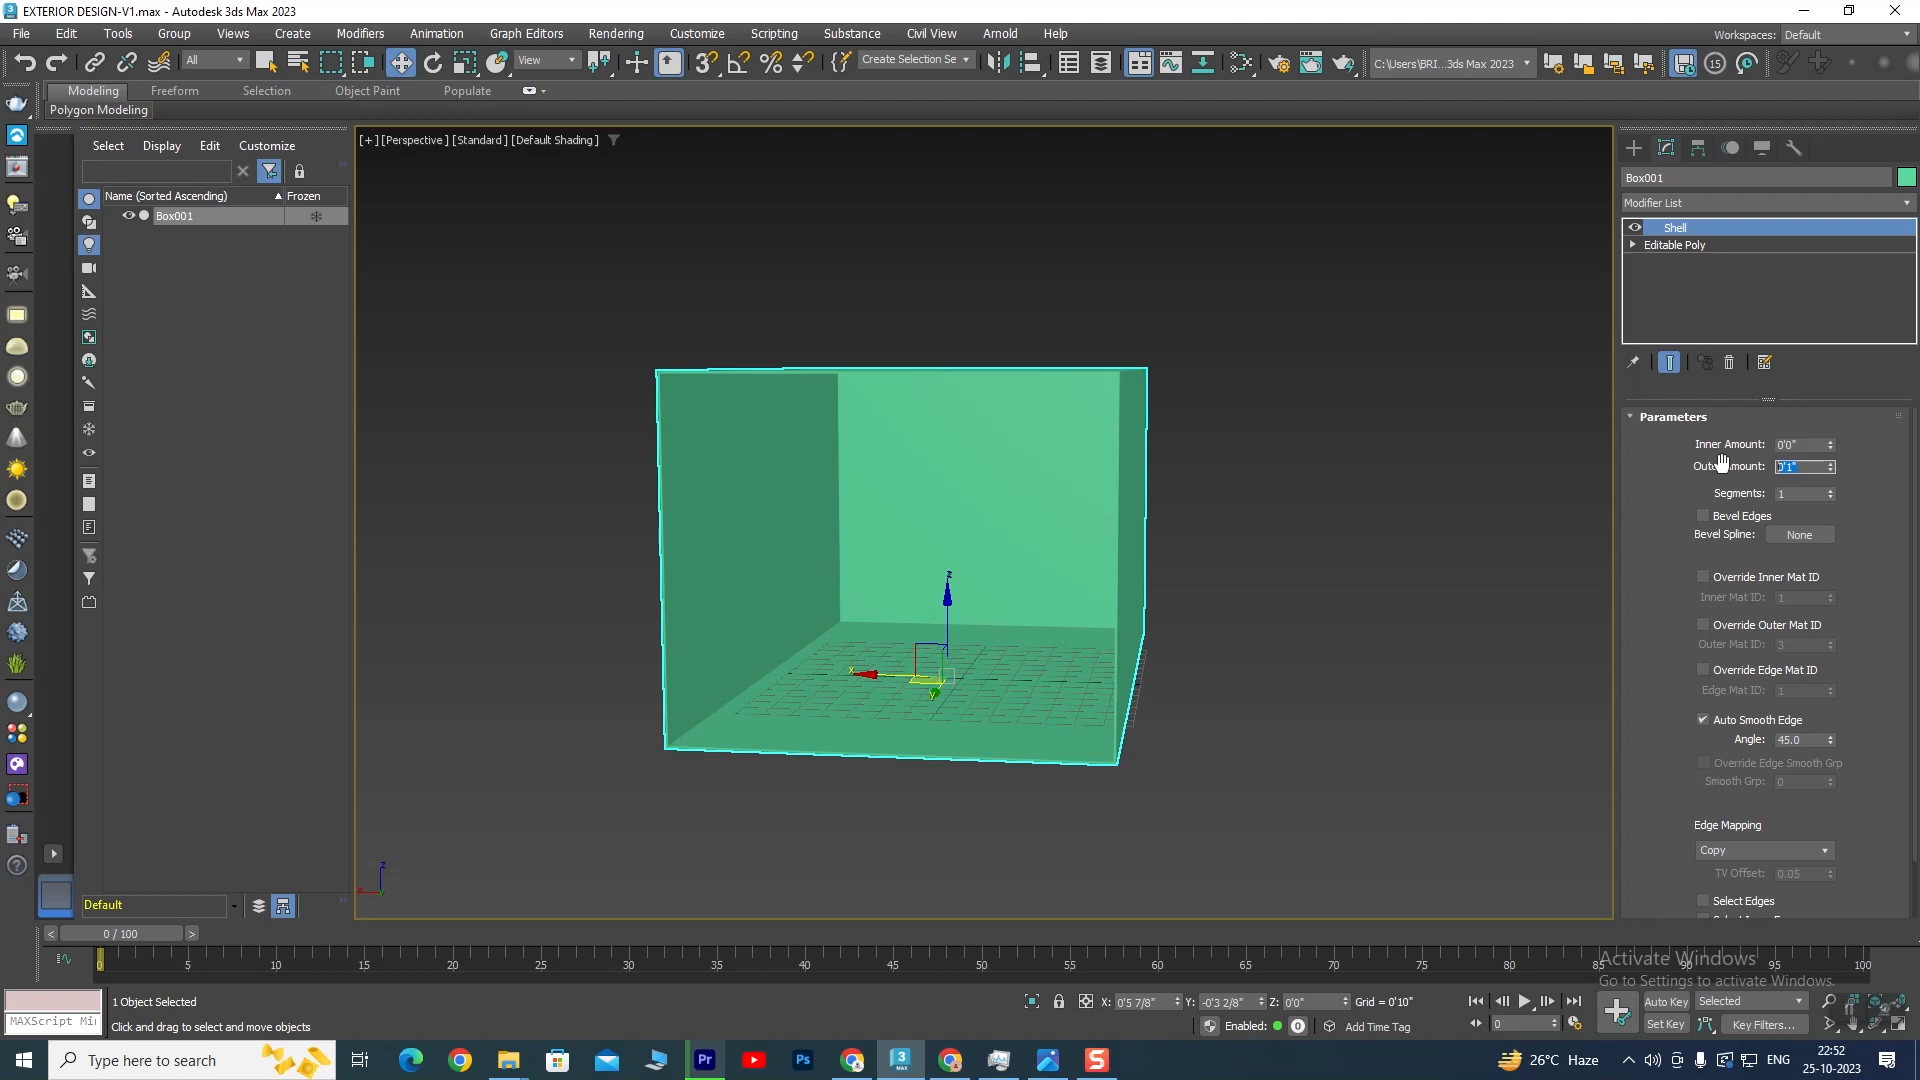 EXTERIOR DESIGN-V1.max - Autodesk 3ds Max 2023
File Edit Tools Group Views Create Modifiers Animation Graph Editors Rendering Customize Scripting Substance Civil View Arnold Help
Workspaces: Default
All View Create Selection Se C:\Users\BRI...3ds Max 2023
Modeling Freeform Selection Object Paint Populate
Polygon Modeling
Select Display Edit Customize
[+] [Perspective] [Standard] [Default Shading]
Name (Sorted Ascending) Frozen
Box001
Box001
Modifier List
Shell
Editable Poly
Parameters
Inner Amount: 0'0"
Segments: 1
Bevel Edges
Bevel Spline: None
Override Inner Mat ID
Inner Mat ID: 1
Override Outer Mat ID
Outer Mat ID: 3
Override Edge Mat ID
Edge Mat ID: 1
Auto Smooth Edge
Angle: 45.0
Override Edge Smooth Grp
Smooth Grp: 0
Edge Mapping
Copy
TV Offset: 0.05
Select Edges
x y z
Default
0 / 100
0 5 10 15 20 25 30 35 40 45 50 55 60 65 70 75 80 85 90 95 100
Activate Windows
Go to Settings to activate Windows.
1 Object Selected
X: 0'5 7/8" Y: -0'3 2/8" Z: 0'0" Grid = 0'10"
Auto Key Selected
MAXScript Mi
Click and drag to select and move objects
Enabled: 0 Add Time Tag
0
Set Key Key Filters...
Type here to search
26°C Haze
ENG
22:52
25-10-2023